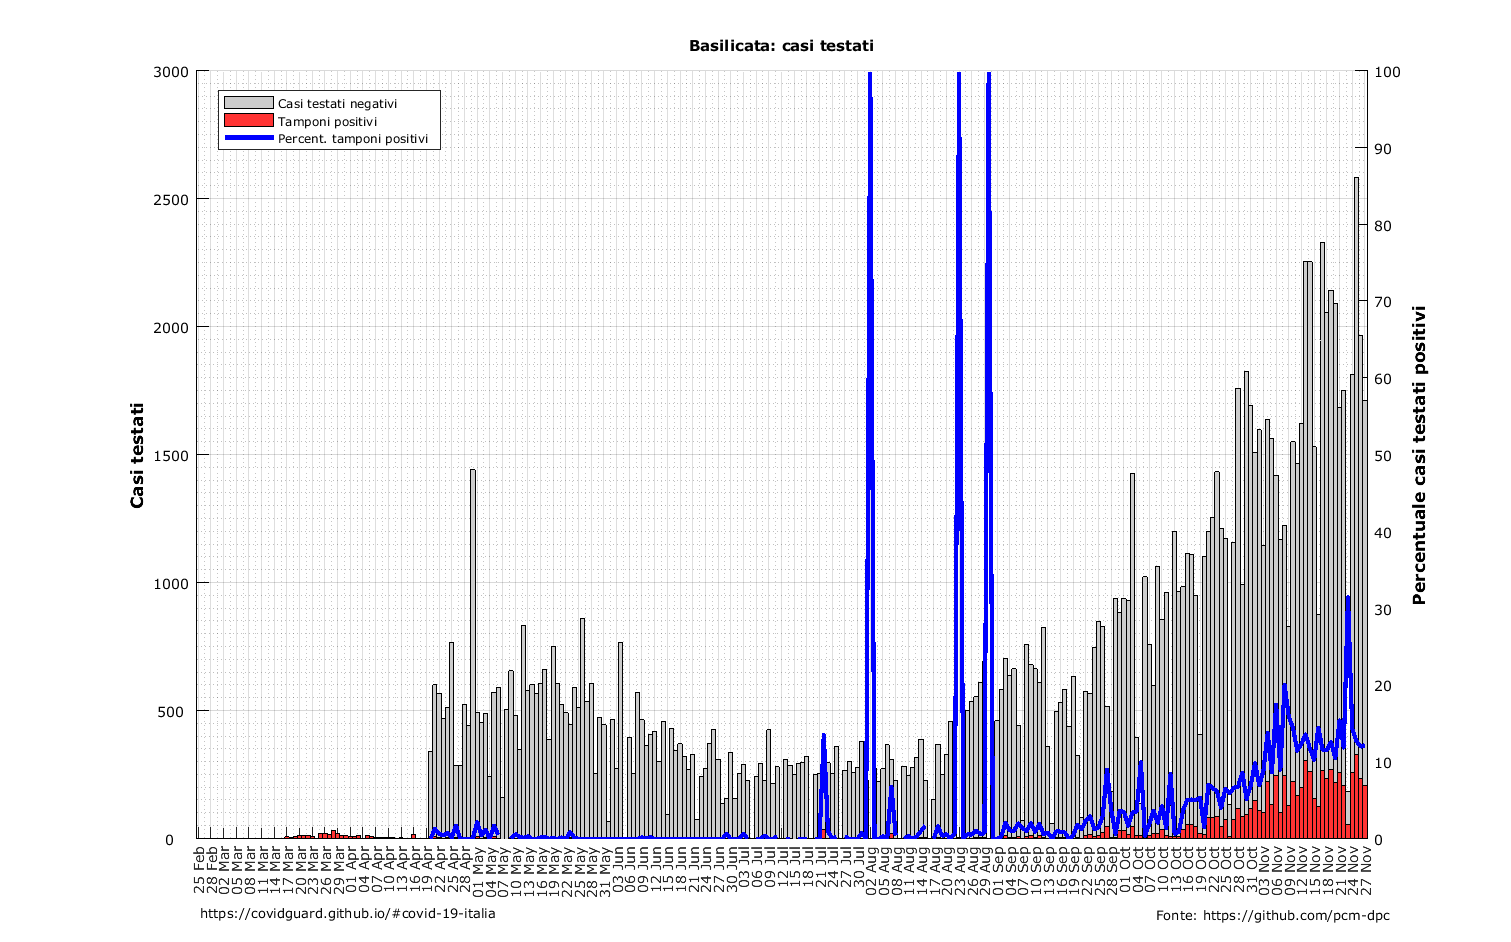 Basilicata: casi testati
3000
2500
2000
1500
1000
500
0
Casi testati
Casi testati negativi
Tamponi positivi
Percent. tamponi positivi
100
90
80
70
60
50
40
30
20
10
0
Percentuale casi testati positivi
25 Feb
28 Feb
02 Mar
05 Mar
08 Mar
11 Mar
14 Mar
17 Mar
20 Mar
23 Mar
26 Mar
29 Mar
01 Apr
04 Apr
07 Apr
10 Apr
13 Apr
16 Apr
19 Apr
22 Apr
25 Apr
28 Apr
01 May
04 May
07 May
10 May
13 May
16 May
19 May
22 May
25 May
28 May
31 May
03 Jun
06 Jun
09 Jun
12 Jun
15 Jun
18 Jun
21 Jun
24 Jun
27 Jun
30 Jun
03 Jul
06 Jul
09 Jul
12 Jul
15 Jul
18 Jul
21 Jul
24 Jul
27 Jul
30 Jul
02 Aug
05 Aug
08 Aug
11 Aug
14 Aug
17 Aug
20 Aug
23 Aug
26 Aug
29 Aug
01 Sep
04 Sep
07 Sep
10 Sep
13 Sep
16 Sep
19 Sep
22 Sep
25 Sep
28 Sep
01 Oct
04 Oct
07 Oct
10 Oct
13 Oct
16 Oct
19 Oct
22 Oct
25 Oct
28 Oct
31 Oct
03 Nov
06 Nov
09 Nov
12 Nov
15 Nov
18 Nov
21 Nov
24 Nov
27 Nov
https://covidguard.github.io/#covid-19-italia
Fonte: https://github.com/pcm-dpc